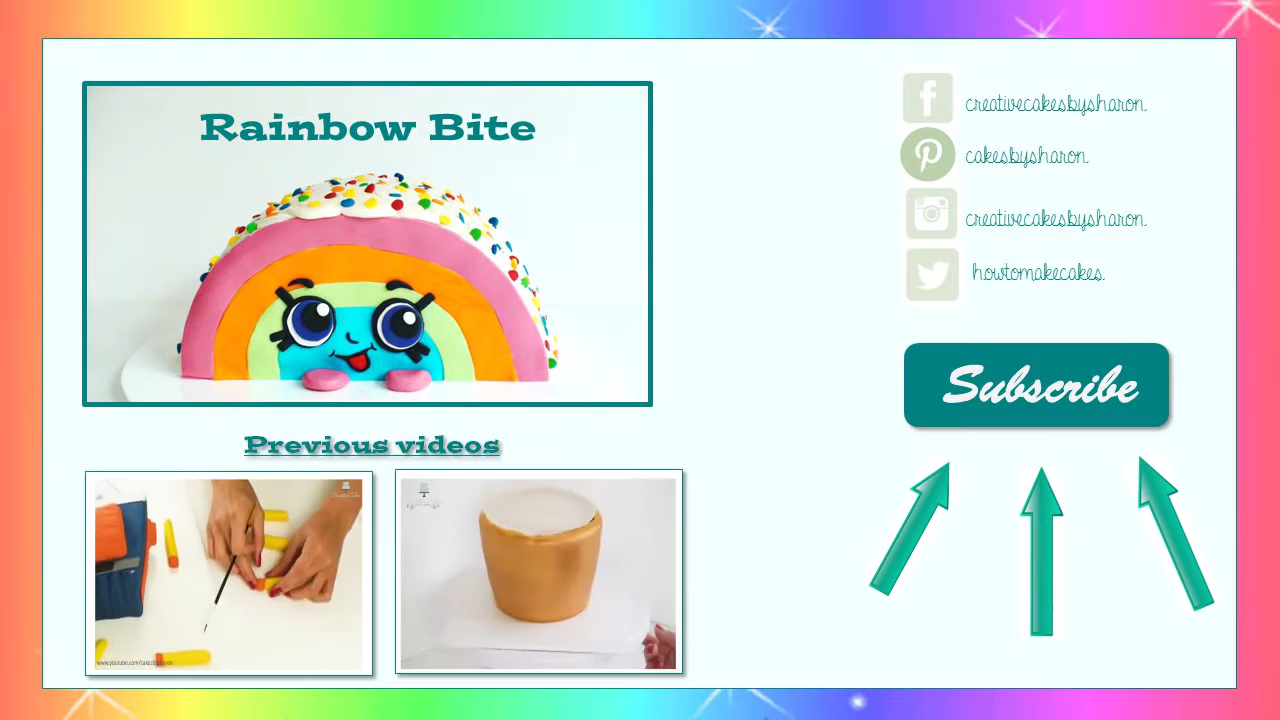 Rainbow Bite
creativecakesbysharon.
cakesbysharon.
creativecakesbysharon.
howtomakecakes.
Subscribe
Previous videos